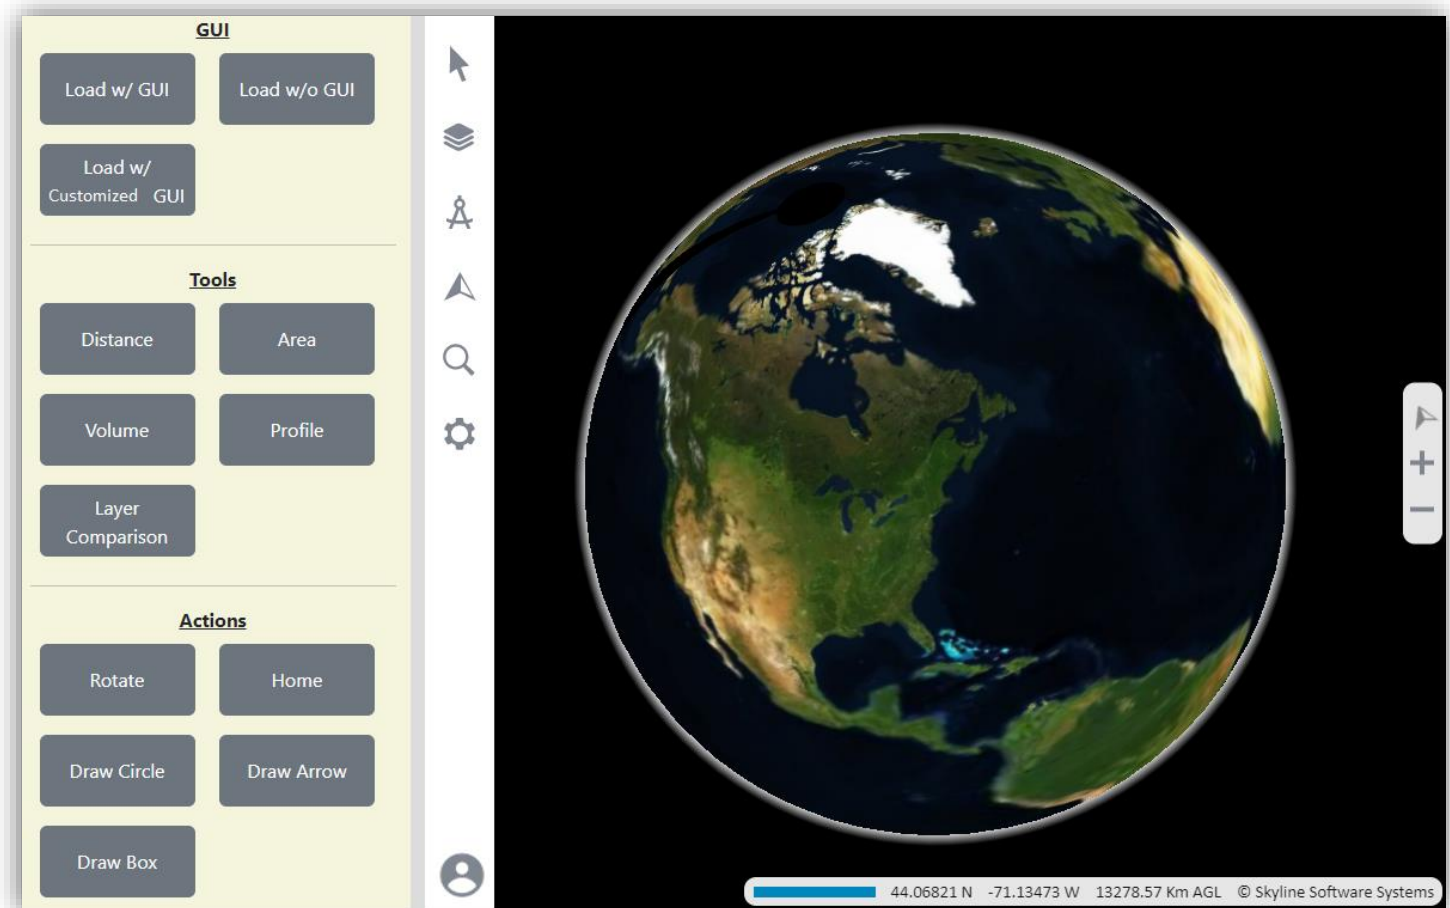 GUI
Load w/ GUI
Load w/o GUI
Load w/
Customized GUI
Tools
Distance
Area
Volume
Profile
Layer
Comparison
Actions
Rotate
Home
Draw Circle
Draw Arrow
Draw Box
44.06821 N -71.13473 W 13278.57 Km AGL © Skyline Software Systems